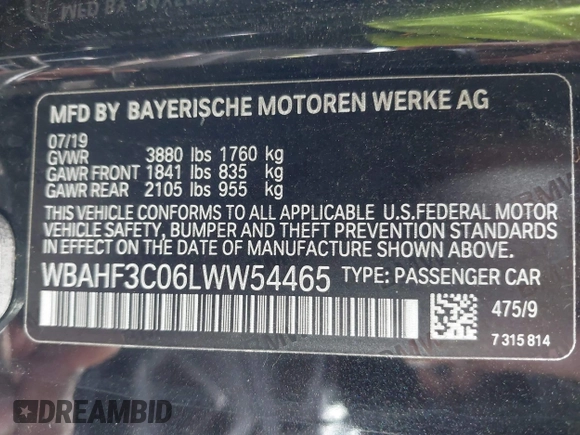 MFD BY BAYERISCHE MOTOREN WERKE AG
07/19
GVWR 3880 lbs 1760 kg
GAWR FRONT 1841 lbs 835 kg
GAWR REAR 2105 lbs 955 kg
THIS VEHICLE CONFORMS TO ALL APPLICABLE U.S.FEDERAL MOTOR
VEHICLE SAFETY, BUMPER AND THEFT PREVENTION STANDARDS
IN EFFECT ON THE DATE OF MANUFACTURE SHOWN ABOVE.
WBAHF3C06LWW54465 TYPE: PASSENGER CAR
475/9
7 315 814
DREAMBID